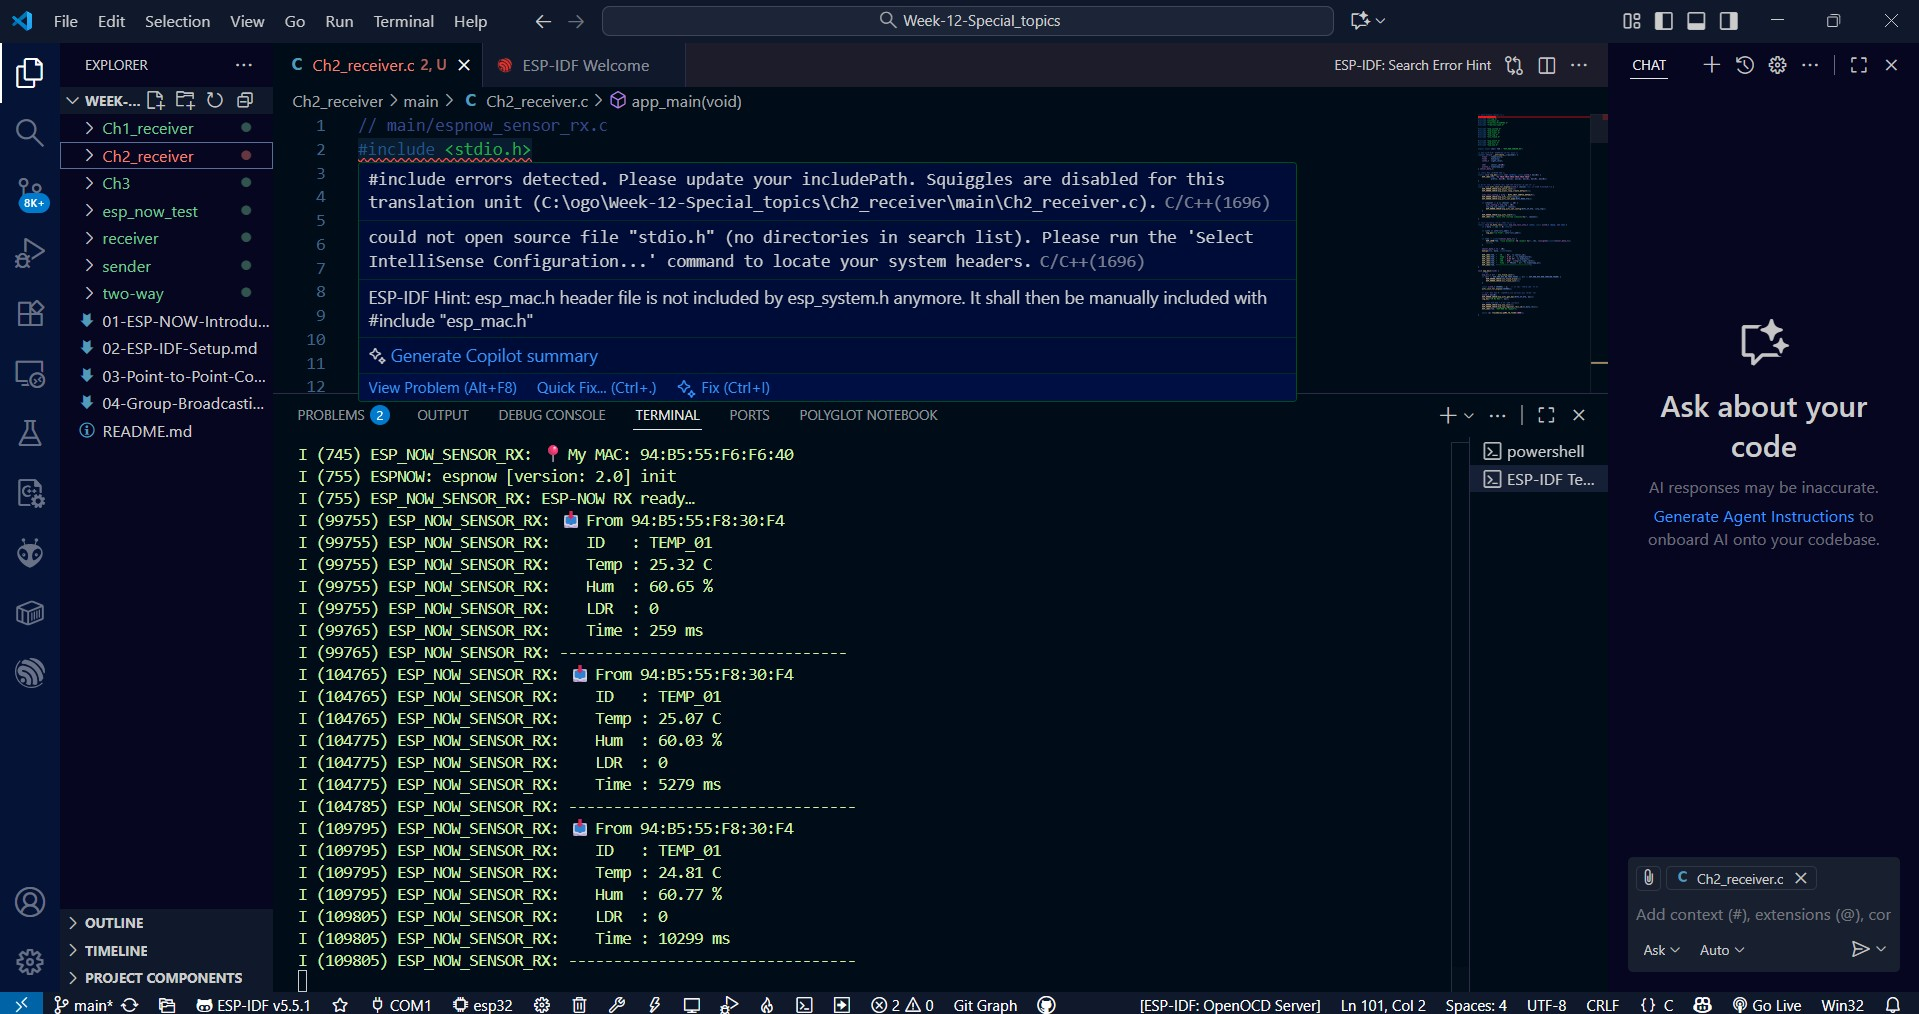 File Edit Selection View Go Run Terminal Help
Week-12-Special_topics
EXPLORER
WEEK-...
Ch1_receiver
Ch2_receiver
Ch3
esp_now_test
receiver
sender
two-way
01-ESP-NOW-Introdu...
02-ESP-IDF-Setup.md
03-Point-to-Point-Co...
04-Group-Broadcasti...
README.md
8K+
OUTLINE
TIMELINE
PROJECT COMPONENTS
Ch2_receiver.c 2, U
ESP-IDF Welcome
ESP-IDF: Search Error Hint
Ch2_receiver > main > C Ch2_receiver.c > app_main(void)
1 // main/espnow_sensor_rx.c
2 #include <stdio.h>
3
4
5
6
7
8
9
10
11
12
#include errors detected. Please update your includePath. Squiggles are disabled for this
translation unit (C:\ogo\Week-12-Special_topics\Ch2_receiver\main\Ch2_receiver.c). C/C++(1696)
could not open source file "stdio.h" (no directories in search list). Please run the 'Select
IntelliSense Configuration...' command to locate your system headers. C/C++(1696)
ESP-IDF Hint: esp_mac.h header file is not included by esp_system.h anymore. It shall then be manually included with
#include "esp_mac.h"
Generate Copilot summary
View Problem (Alt+F8) Quick Fix... (Ctrl+.) Fix (Ctrl+I)
PROBLEMS 2 OUTPUT DEBUG CONSOLE TERMINAL PORTS POLYGLOT NOTEBOOK
I (745) ESP_NOW_SENSOR_RX: 📍 My MAC: 94:B5:55:F6:F6:40
I (755) ESPNOW: espnow [version: 2.0] init
I (755) ESP_NOW_SENSOR_RX: ESP-NOW RX ready…
I (99755) ESP_NOW_SENSOR_RX: 📥 From 94:B5:55:F8:30:F4
I (99755) ESP_NOW_SENSOR_RX:    ID   : TEMP_01
I (99755) ESP_NOW_SENSOR_RX:    Temp : 25.32 C
I (99755) ESP_NOW_SENSOR_RX:    Hum  : 60.65 %
I (99755) ESP_NOW_SENSOR_RX:    LDR  : 0
I (99765) ESP_NOW_SENSOR_RX:    Time : 259 ms
I (99765) ESP_NOW_SENSOR_RX: --------------------------------
I (104765) ESP_NOW_SENSOR_RX: 📥 From 94:B5:55:F8:30:F4
I (104765) ESP_NOW_SENSOR_RX:    ID   : TEMP_01
I (104765) ESP_NOW_SENSOR_RX:    Temp : 25.07 C
I (104775) ESP_NOW_SENSOR_RX:    Hum  : 60.03 %
I (104775) ESP_NOW_SENSOR_RX:    LDR  : 0
I (104775) ESP_NOW_SENSOR_RX:    Time : 5279 ms
I (104785) ESP_NOW_SENSOR_RX: --------------------------------
I (109795) ESP_NOW_SENSOR_RX: 📥 From 94:B5:55:F8:30:F4
I (109795) ESP_NOW_SENSOR_RX:    ID   : TEMP_01
I (109795) ESP_NOW_SENSOR_RX:    Temp : 24.81 C
I (109795) ESP_NOW_SENSOR_RX:    Hum  : 60.77 %
I (109805) ESP_NOW_SENSOR_RX:    LDR  : 0
I (109805) ESP_NOW_SENSOR_RX:    Time : 10299 ms
I (109805) ESP_NOW_SENSOR_RX: --------------------------------
powershell
ESP-IDF Te...
CHAT
Ask about your
code
AI responses may be inaccurate.
Generate Agent Instructions to
onboard AI onto your codebase.
C Ch2_receiver.c
Add context (#), extensions (@), cor
Ask Auto
main* ESP-IDF v5.5.1 COM1 esp32 2 0 Git Graph [ESP-IDF: OpenOCD Server] Ln 101, Col 2 Spaces: 4 UTF-8 CRLF {} C Go Live Win32